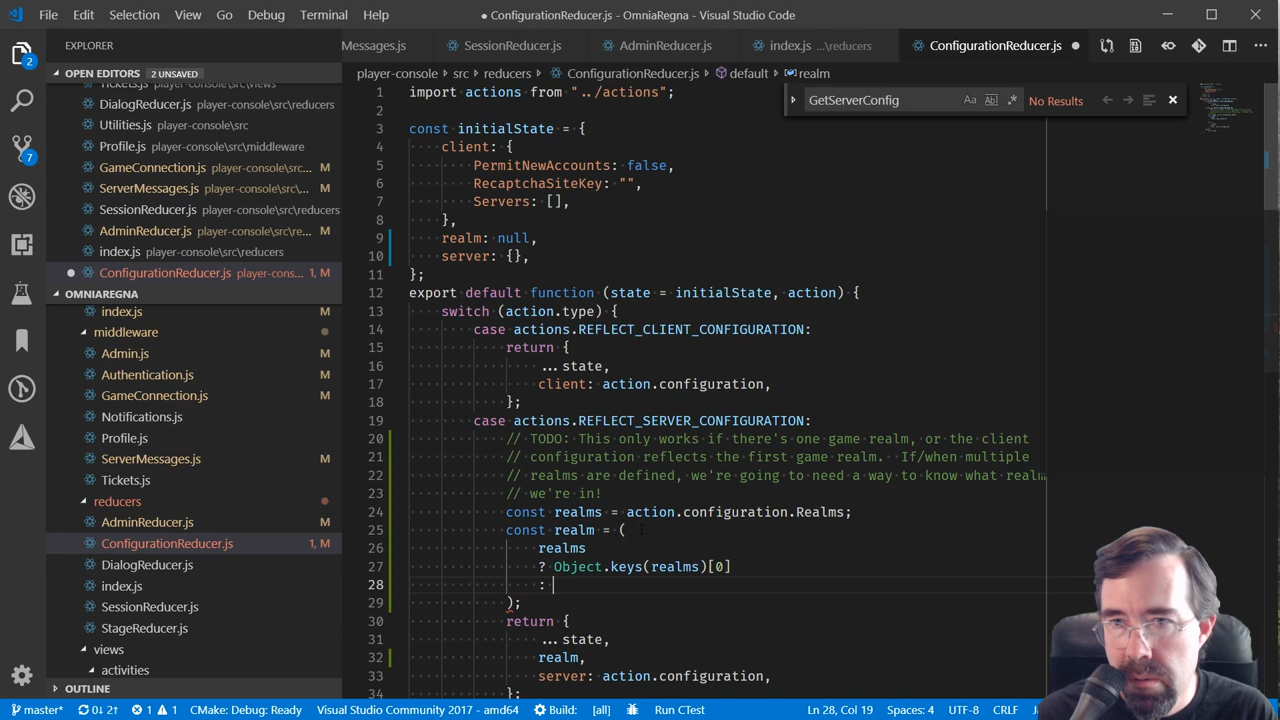 File Edit Selection View Go Debug Terminal Help
● ConfigurationReducer.js - OmniaRegna - Visual Studio Code
EXPLORER
Messages.js SessionReducer.js AdminReducer.js index.js ...\reducers ConfigurationReducer.js ●
OPEN EDITORS 2 UNSAVED
Tickets.js player-console\src\views
DialogReducer.js player-console\src\reducers
Utilities.js player-console\src
Profile.js player-console\src\middleware
GameConnection.js player-console\src... M
ServerMessages.js player-console\src\... M
SessionReducer.js player-console\src\reducers
AdminReducer.js player-console\src\re... M
index.js player-console\src\reducers
● ConfigurationReducer.js player-cons... 1, M
OMNIAREGNA
index.js
middleware
Admin.js M
Authentication.js M
GameConnection.js M
Notifications.js
Profile.js
ServerMessages.js M
Tickets.js
reducers
AdminReducer.js M
ConfigurationReducer.js 1, M
DialogReducer.js
index.js
SessionReducer.js
StageReducer.js
views
activities
OUTLINE
2
7
player-console > src > reducers > ConfigurationReducer.js > default > realm
GetServerConfig Aa Abl .* No Results
1 import actions from "../actions";
2
3 const initialState = {
4 client: {
5 PermitNewAccounts: false,
6 RecaptchaSiteKey: "",
7 Servers: [],
8 },
9 realm: null,
10 server: {},
11 };
12 export default function (state = initialState, action) {
13 switch (action.type) {
14 case actions.REFLECT_CLIENT_CONFIGURATION:
15 return {
16 ...state,
17 client: action.configuration,
18 };
19 case actions.REFLECT_SERVER_CONFIGURATION:
20 // TODO: This only works if there's one game realm, or the client
21 // configuration reflects the first game realm. If/when multiple
22 // realms are defined, we're going to need a way to know what realm
23 // we're in!
24 const realms = action.configuration.Realms;
25 const realm = (
26 realms
27 ? Object.keys(realms)[0]
28 :
29 );
30 return {
31 ...state,
32 realm,
33 server: action.configuration,
34 };
master* 0↓ 2↑ 1 1 CMake: Debug: Ready Visual Studio Community 2017 - amd64 Build: [all] Run CTest Ln 28, Col 19 Spaces: 4 UTF-8 CRLF JavaScript